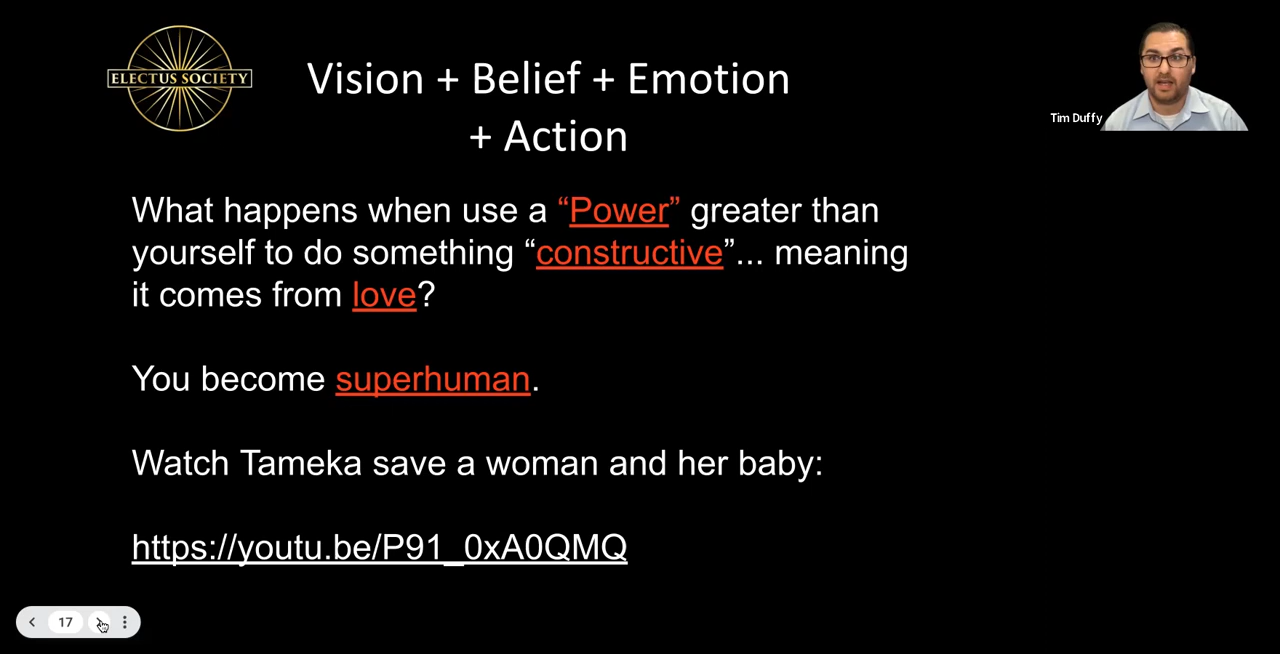 ELECTUS SOCIETY
Vision + Belief + Emotion
+ Action
Tim Duffy
What happens when use a “Power” greater than
yourself to do something “constructive”... meaning
it comes from love?
You become superhuman.
Watch Tameka save a woman and her baby:
https://youtu.be/P91_0xA0QMQ
17